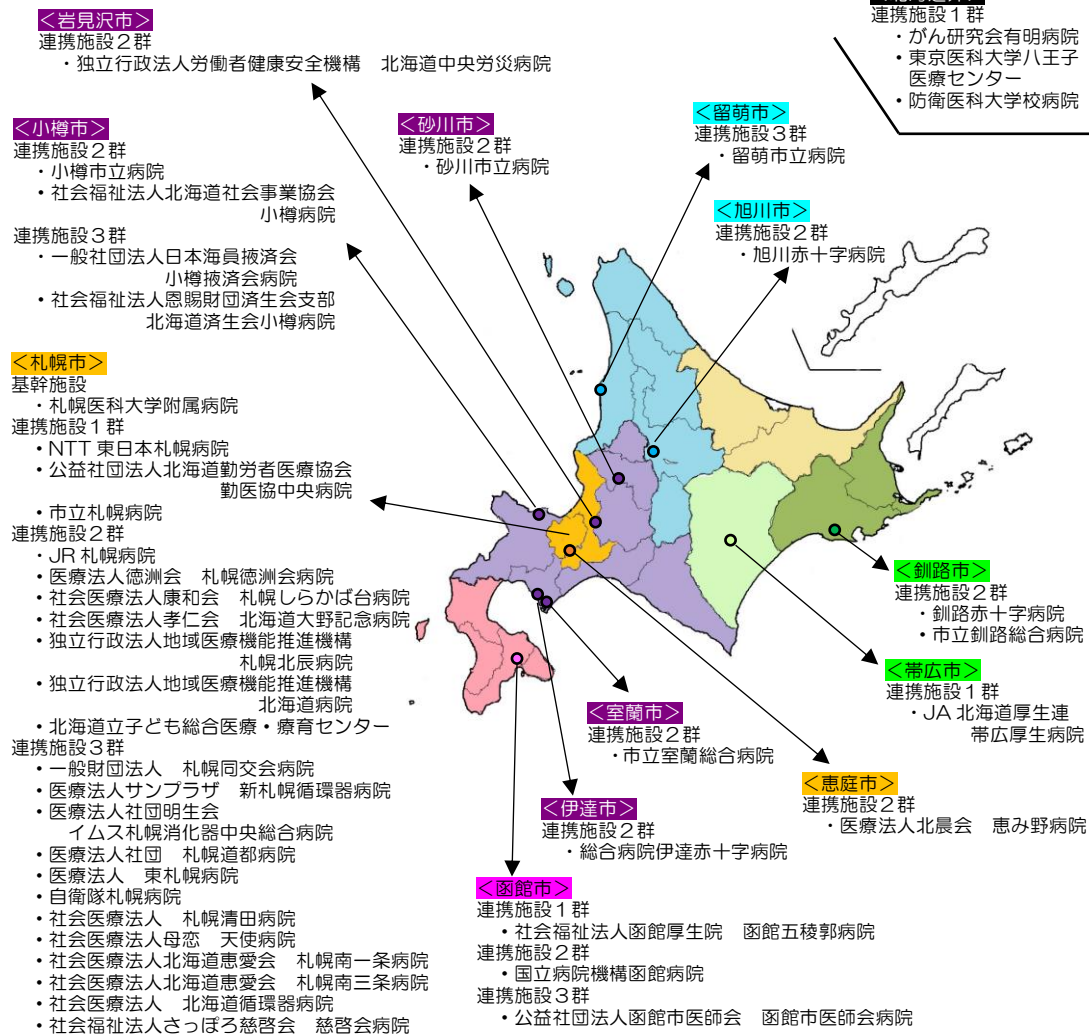 ＜岩見沢市＞
連携施設２群
・独立行政法人労働者健康安全機構　北海道中央労災病院
＜小樽市＞
連携施設２群
・小樽市立病院
・社会福祉法人北海道社会事業協会
小樽病院
連携施設３群
・一般社団法人日本海員掖済会
小樽掖済会病院
・社会福祉法人恩賜財団済生会支部
北海道済生会小樽病院
＜砂川市＞
連携施設２群
・砂川市立病院
＜留萌市＞
連携施設３群
・留萌市立病院
＜旭川市＞
連携施設２群
・旭川赤十字病院
連携施設１群
・がん研究会有明病院
・東京医科大学八王子
医療センター
・防衛医科大学校病院
＜札幌市＞
基幹施設
・札幌医科大学附属病院
連携施設１群
・NTT 東日本札幌病院
・公益社団法人北海道勤労者医療協会
勤医協中央病院
・市立札幌病院
連携施設２群
・JR 札幌病院
・医療法人徳洲会　札幌徳洲会病院
・社会医療法人康和会　札幌しらかば台病院
・社会医療法人孝仁会　北海道大野記念病院
・独立行政法人地域医療機能推進機構
札幌北辰病院
・独立行政法人地域医療機能推進機構
北海道病院
・北海道立子ども総合医療・療育センター
連携施設３群
・一般財団法人　札幌同交会病院
・医療法人サンプラザ　新札幌循環器病院
・医療法人社団明生会
イムス札幌消化器中央総合病院
・医療法人社団　札幌道都病院
・医療法人　東札幌病院
・自衛隊札幌病院
・社会医療法人　札幌清田病院
・社会医療法人母恋　天使病院
・社会医療法人北海道恵愛会　札幌南一条病院
・社会医療法人北海道恵愛会　札幌南三条病院
・社会医療法人　北海道循環器病院
・社会福祉法人さっぽろ慈啓会　慈啓会病院
＜釧路市＞
連携施設２群
・釧路赤十字病院
・市立釧路総合病院
＜帯広市＞
連携施設１群
・JA 北海道厚生連
帯広厚生病院
＜室蘭市＞
連携施設２群
・市立室蘭総合病院
＜恵庭市＞
連携施設２群
・医療法人北晨会　恵み野病院
＜伊達市＞
連携施設２群
・総合病院伊達赤十字病院
＜函館市＞
連携施設１群
・社会福祉法人函館厚生院　函館五稜郭病院
連携施設２群
・国立病院機構函館病院
連携施設３群
・公益社団法人函館市医師会　函館市医師会病院